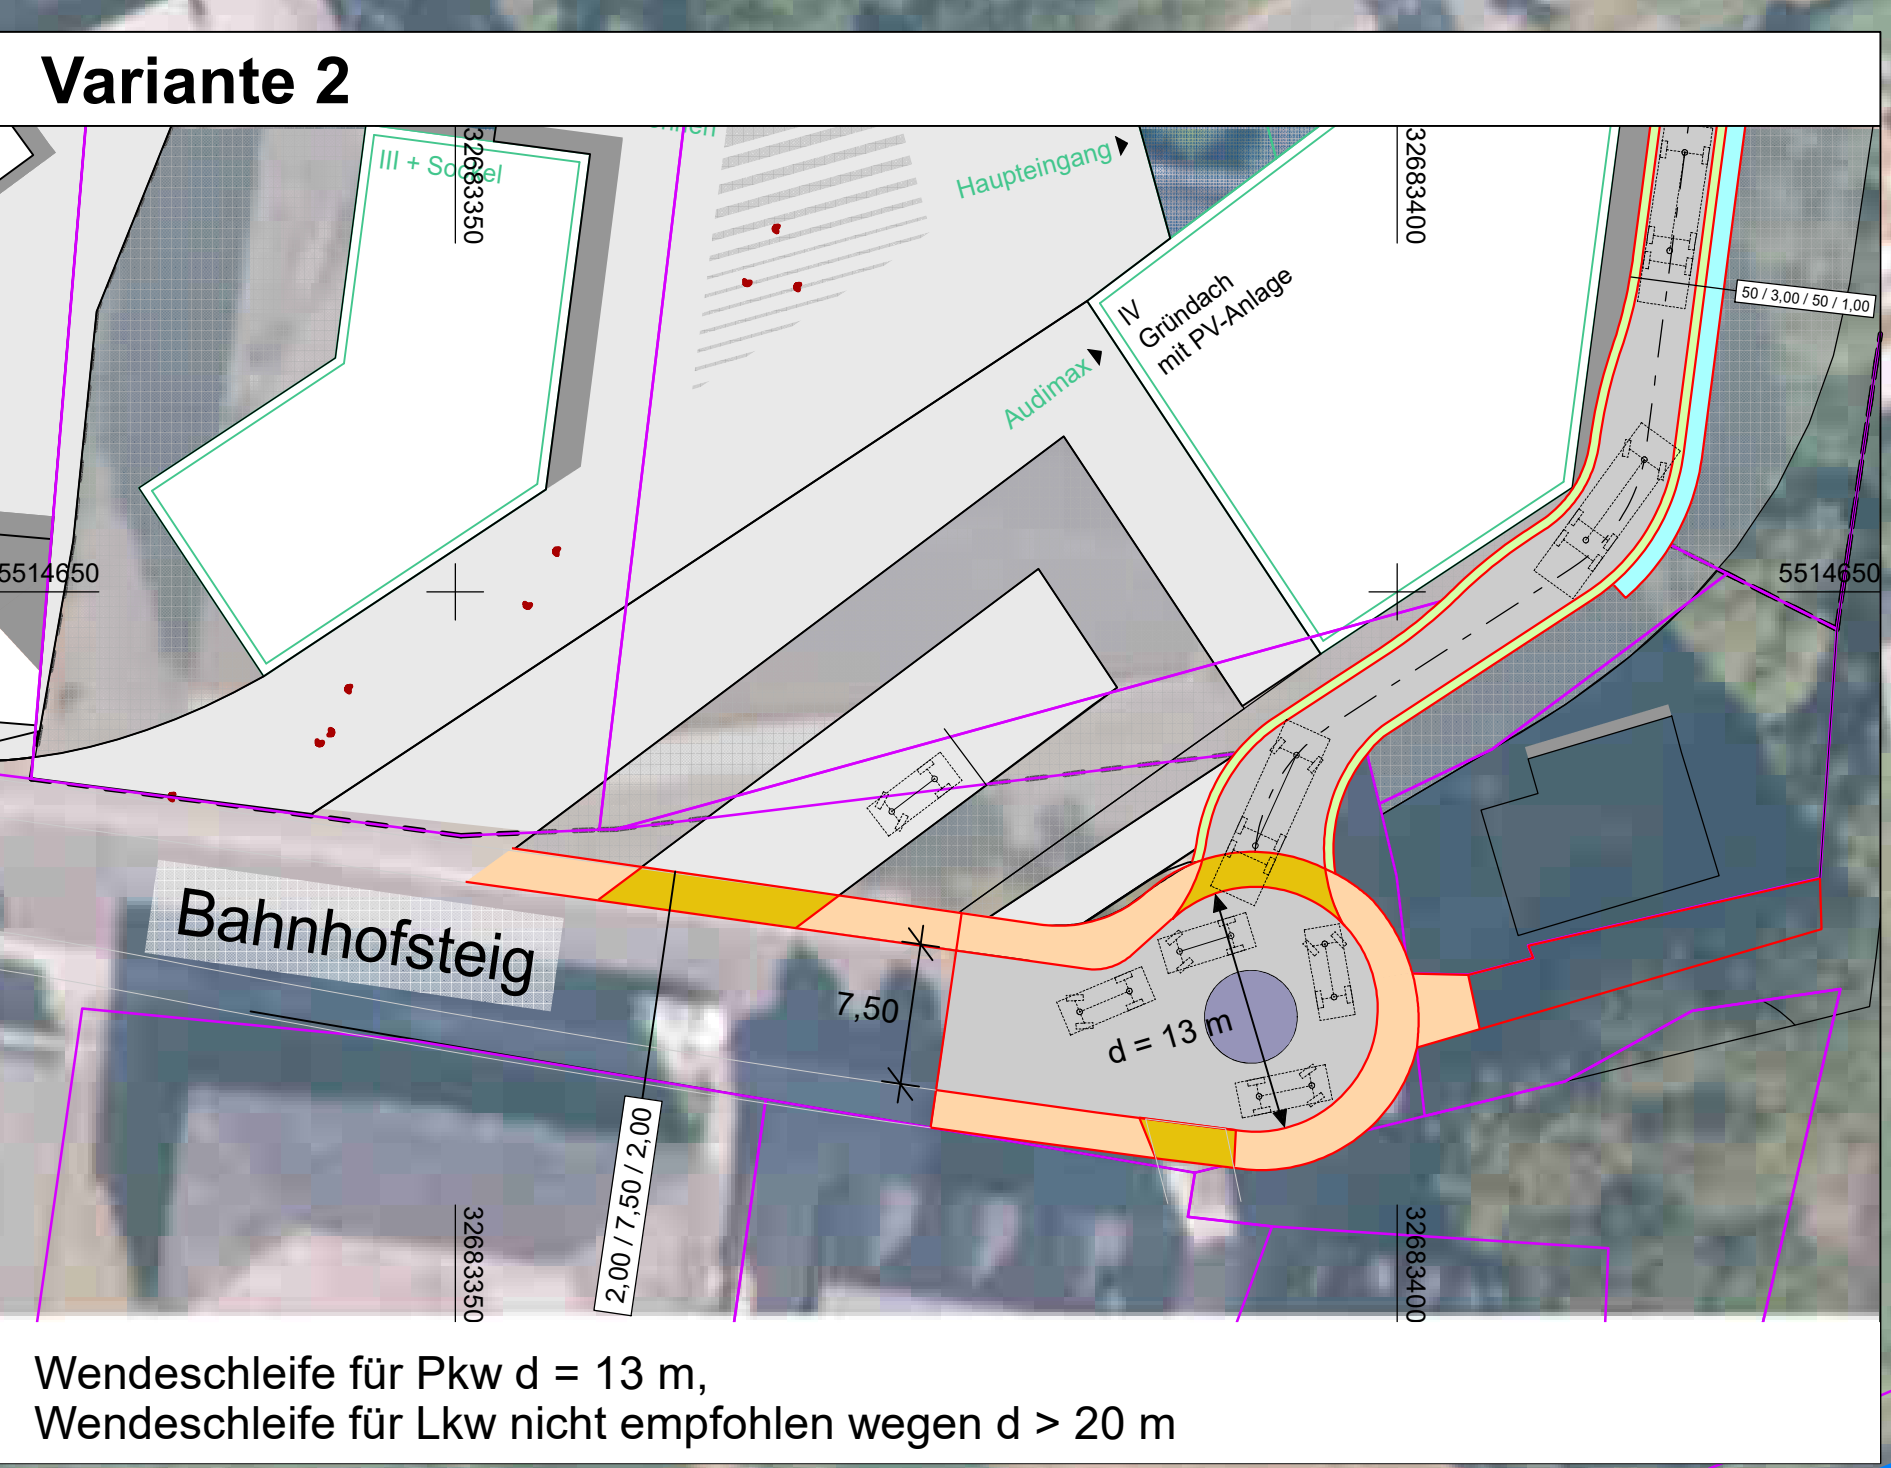 Variante 2
III + Sockel
32683350
Haupteingang
32683400
50 / 3,00 / 50 / 1,00
IV
Gründach
mit PV-Anlage
Audimax
5514650
5514650
Bahnhofsteig
7,50
d = 13 m
2,00 / 7,50 / 2,00
32683350
32683400
Wendeschleife für Pkw d = 13 m,
Wendeschleife für Lkw nicht empfohlen wegen d > 20 m